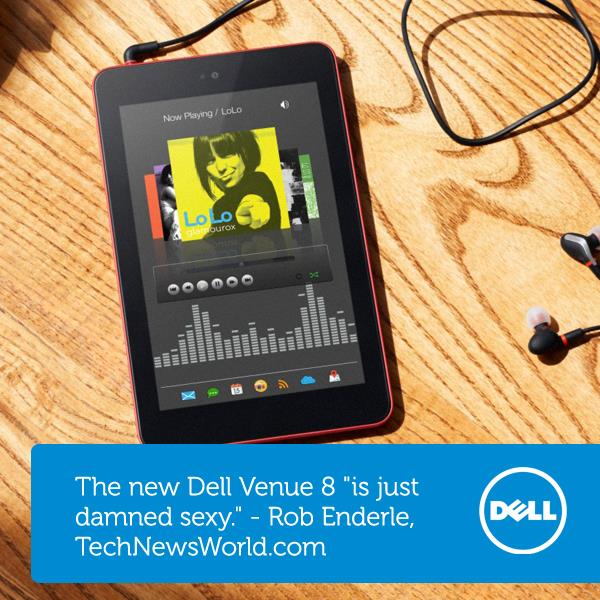 Now Playing / LoLo
LoLo
glamourox
15
The new Dell Venue 8 "is just
damned sexy." - Rob Enderle,
TechNewsWorld.com
DELL